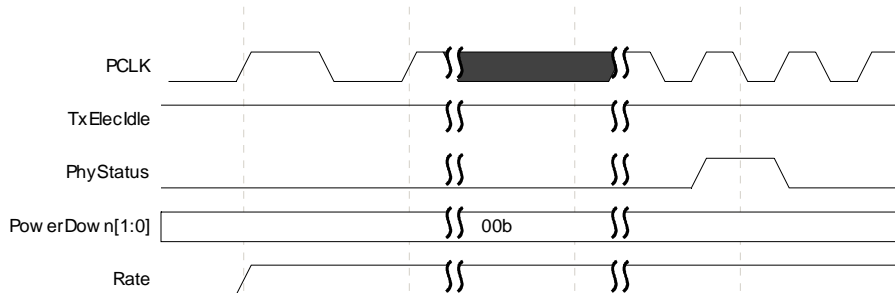 PCLK
TxElecIdle
PhyStatus
PowerDown[1:0] 00b
Rate